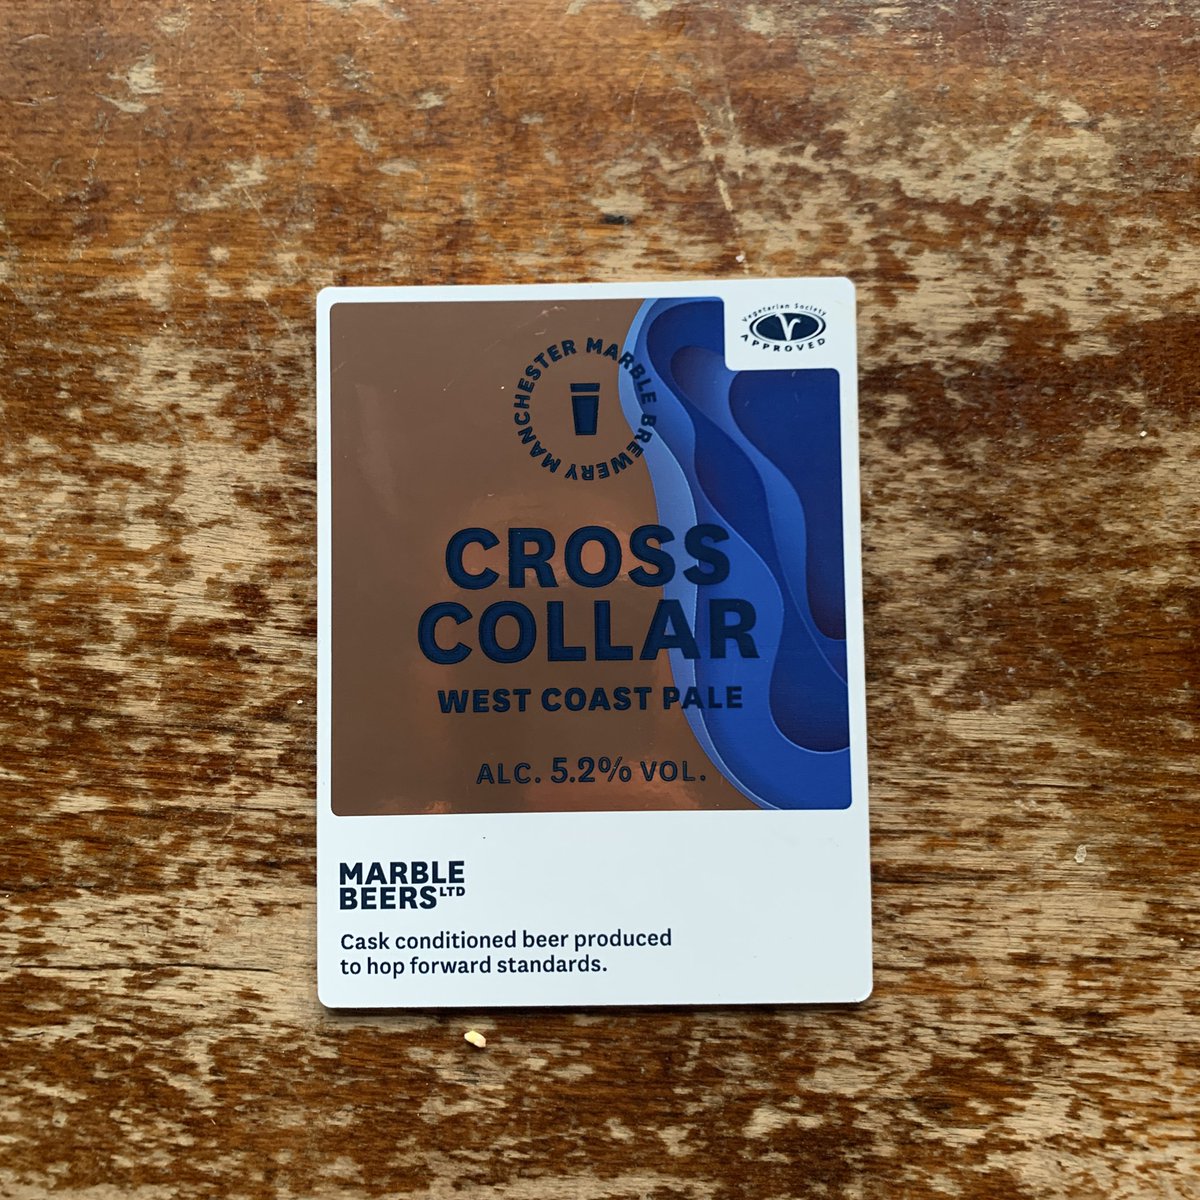 Vegetarian Society
V
APPROVED
MANCHESTER MARBLE BREWERY
CROSS
COLLAR
WEST COAST PALE
ALC. 5.2% VOL.
MARBLE
BEERS LTD
Cask conditioned beer produced
to hop forward standards.